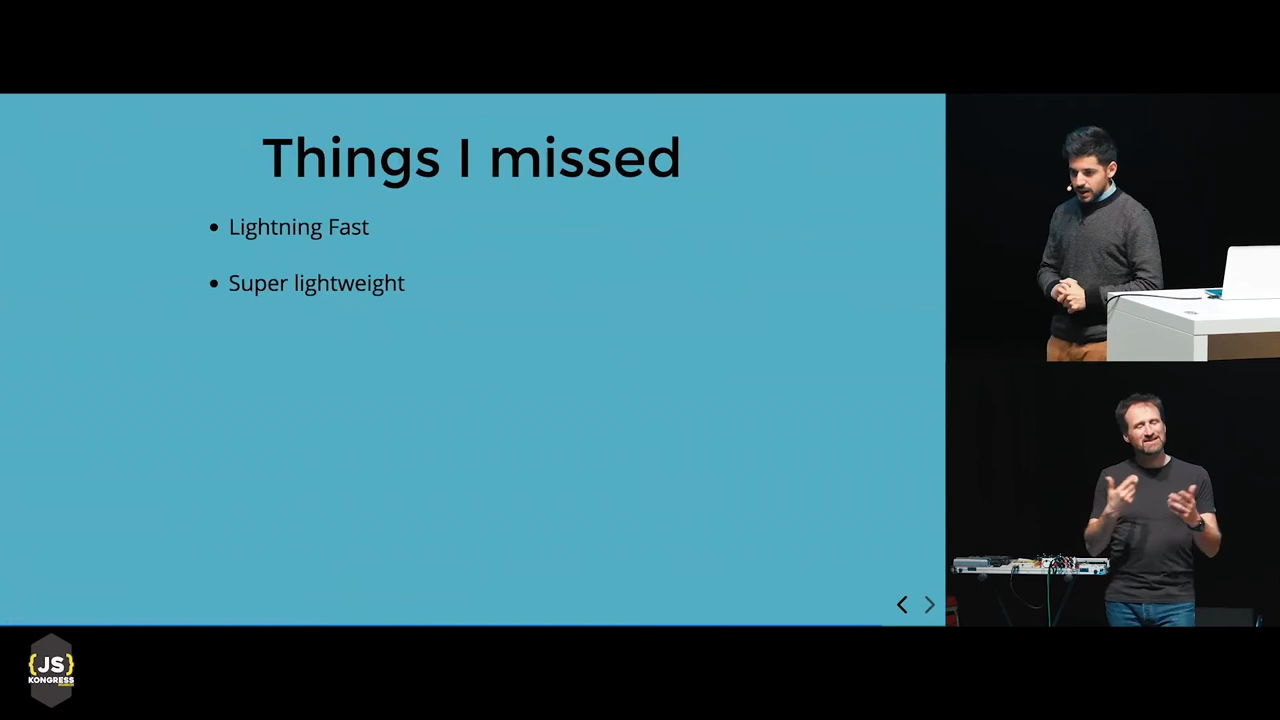 Things I missed
Lightning Fast
Super lightweight
{JS}
KONGRESS